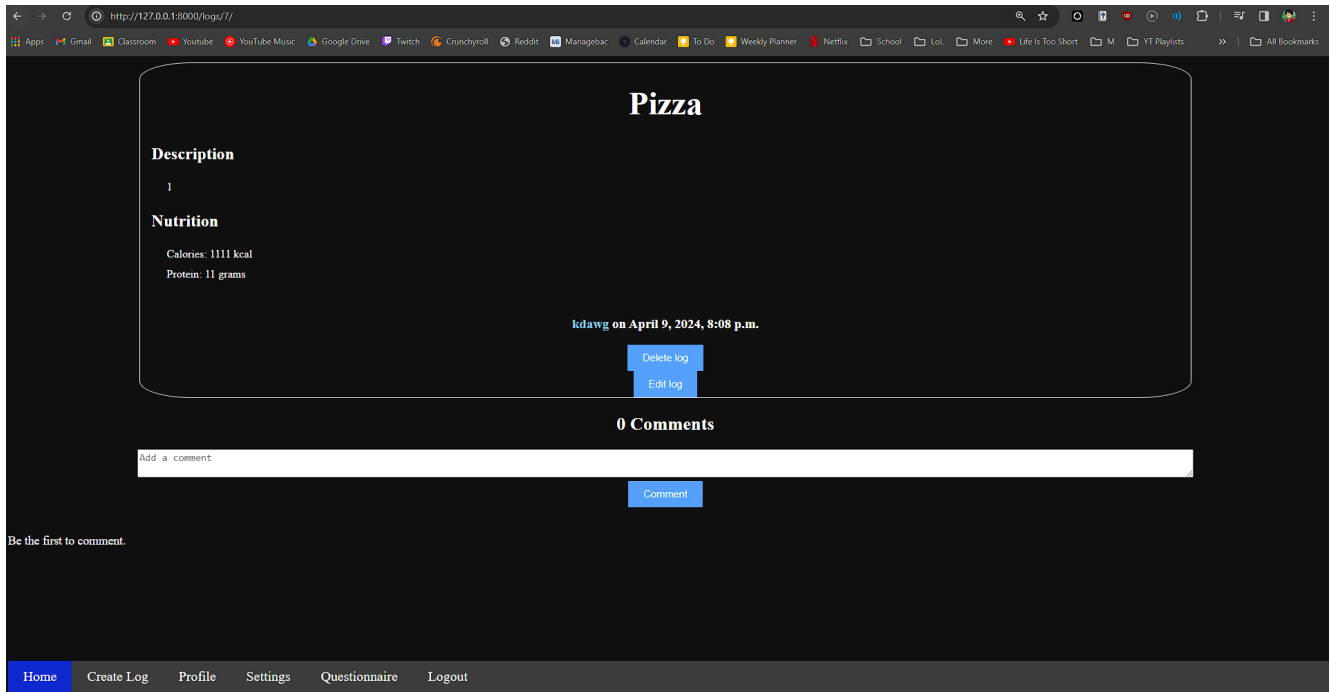 http://127.0.0.1:8000/logs/7/
Apps Gmail Classroom Youtube YouTube Music Google Drive Twitch Crunchyroll Reddit Managebac Calendar To Do Weekly Planner Netflix School LoL More Life Is Too Short M YT Playlists » All Bookmarks
Pizza
Description
1
Nutrition
Calories: 1111 kcal
Protein: 11 grams
kdawg on April 9, 2024, 8:08 p.m.
Delete log
Edit log
0 Comments
Add a comment
Comment
Be the first to comment.
Home Create Log Profile Settings Questionnaire Logout